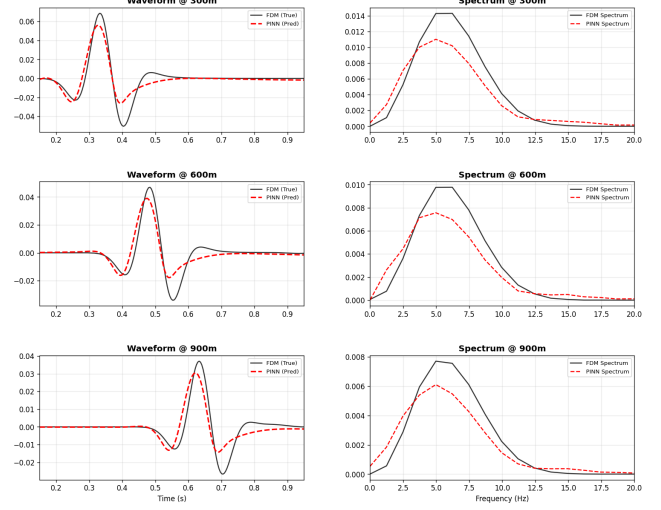 Waveform @ 300m
FDM (True)
PINN (Pred)
0.06
0.04
0.02
0.00
−0.02
−0.04
0.2 0.3 0.4 0.5 0.6 0.7 0.8 0.9
Spectrum @ 300m
FDM Spectrum
PINN Spectrum
0.014
0.012
0.010
0.008
0.006
0.004
0.002
0.000
0.0 2.5 5.0 7.5 10.0 12.5 15.0 17.5 20.0
Waveform @ 600m
FDM (True)
PINN (Pred)
0.04
0.02
0.00
−0.02
0.2 0.3 0.4 0.5 0.6 0.7 0.8 0.9
Spectrum @ 600m
FDM Spectrum
PINN Spectrum
0.010
0.008
0.006
0.004
0.002
0.000
0.0 2.5 5.0 7.5 10.0 12.5 15.0 17.5 20.0
Waveform @ 900m
FDM (True)
PINN (Pred)
0.04
0.03
0.02
0.01
0.00
−0.01
−0.02
0.2 0.3 0.4 0.5 0.6 0.7 0.8 0.9
Time (s)
Spectrum @ 900m
FDM Spectrum
PINN Spectrum
0.008
0.006
0.004
0.002
0.000
0.0 2.5 5.0 7.5 10.0 12.5 15.0 17.5 20.0
Frequency (Hz)